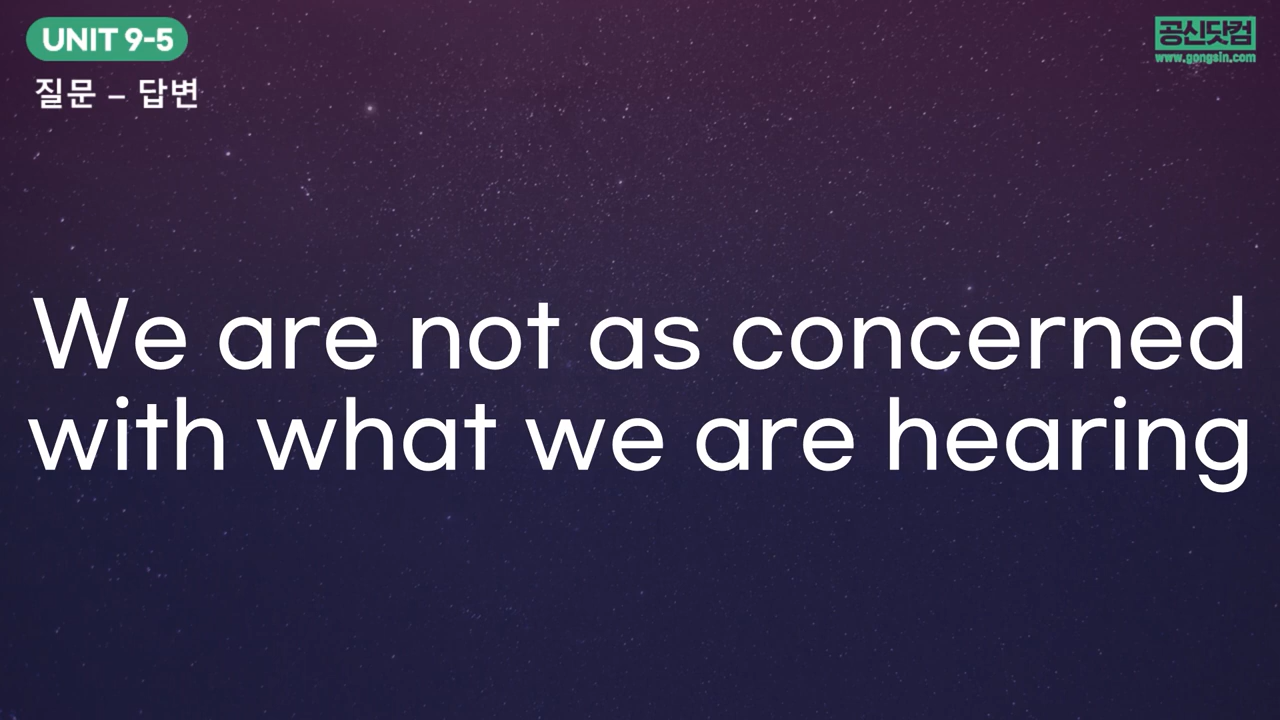 UNIT 9-5
공신닷컴
www.gongsin.com
질문 – 답변
We are not as concerned
with what we are hearing